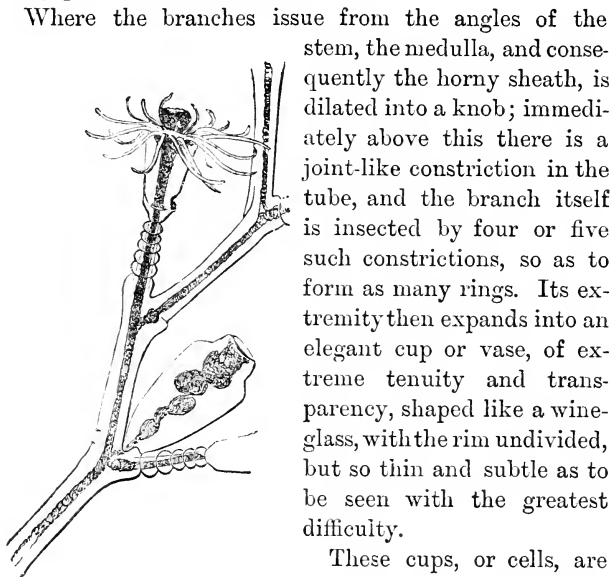 Where the branches issue from the angles of the
stem, the medulla, and conse-
quently the horny sheath, is
dilated into a knob; immedi-
ately above this there is a
joint-like constriction in the
tube, and the branch itself
is insected by four or five
such constrictions, so as to
form as many rings. Its ex-
tremity then expands into an
elegant cup or vase, of ex-
treme tenuity and trans-
parency, shaped like a wine-
glass, with the rim undivided,
but so thin and subtle as to
be seen with the greatest
difficulty.
These cups, or cells, are